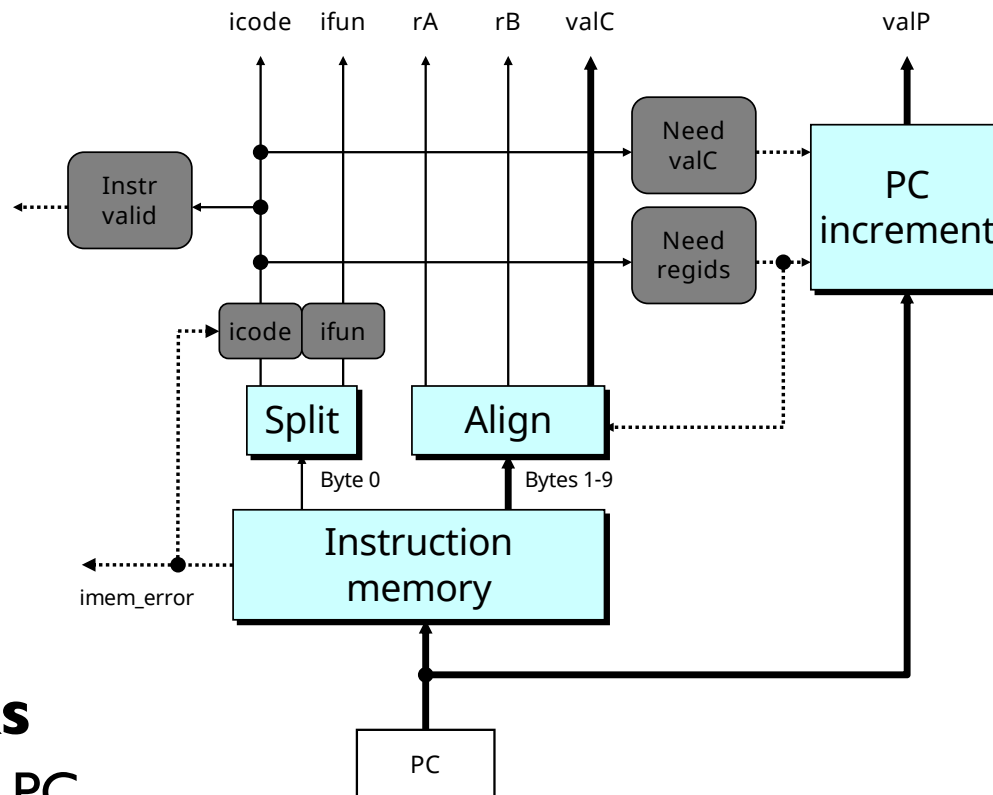 icode ifun rA rB valC valP
Need
valC
Instr
valid
PC
increment
Need
regids
icode ifun
Split Align
Byte 0 Bytes 1-9
Instruction
memory
imem_error
PC
PC